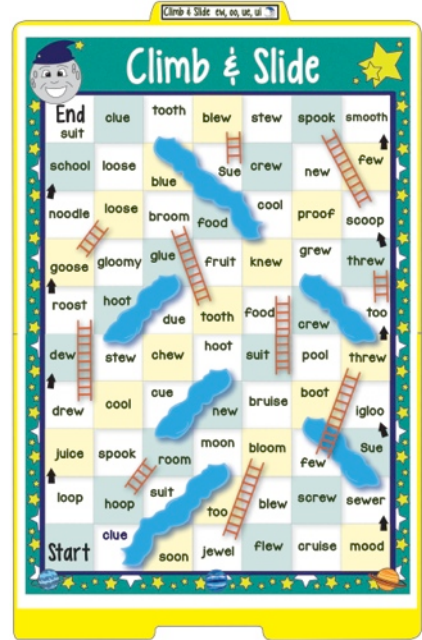 Climb & Slide ew, oo, ue, ui
Climb & Slide
End suit clue tooth blew stew spook smooth
school loose blue Sue crew new few
noodle loose broom food cool proof scoop
goose gloomy glue fruit knew grew threw
roost hoot due tooth food crew too
dew stew chew hoot suit pool threw
drew cool cue new bruise boot igloo
juice spook room moon bloom few Sue
loop hoop suit too blew screw sewer
Start clue soon jewel flew cruise mood